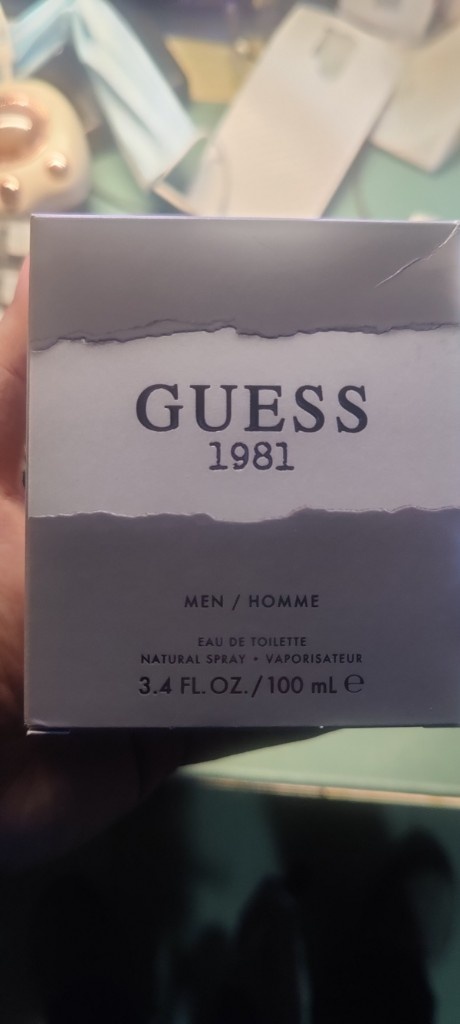 GUESS
1981
MEN / HOMME
EAU DE TOILETTE
NATURAL SPRAY • VAPORISATEUR
3.4 FL.OZ./100 mL ℮